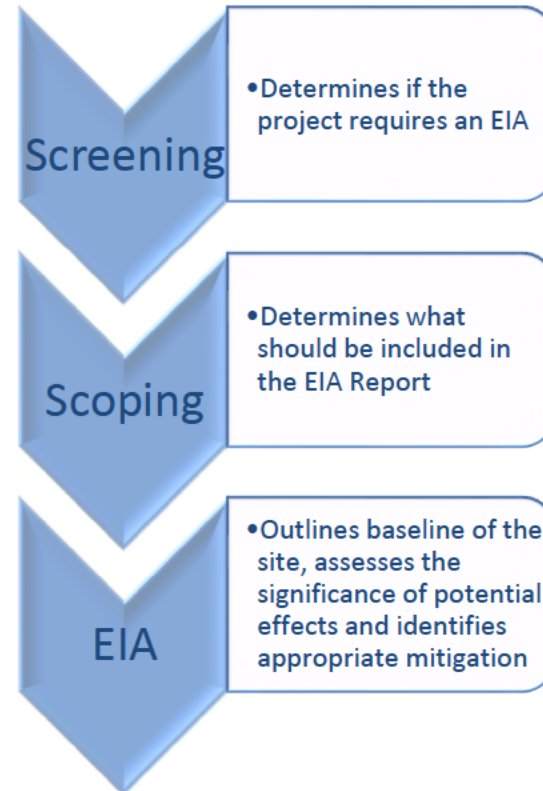 Screening
•Determines if the
project requires an EIA
Scoping
•Determines what
should be included in
the EIA Report
EIA
•Outlines baseline of the
site, assesses the
significance of potential
effects and identifies
appropriate mitigation